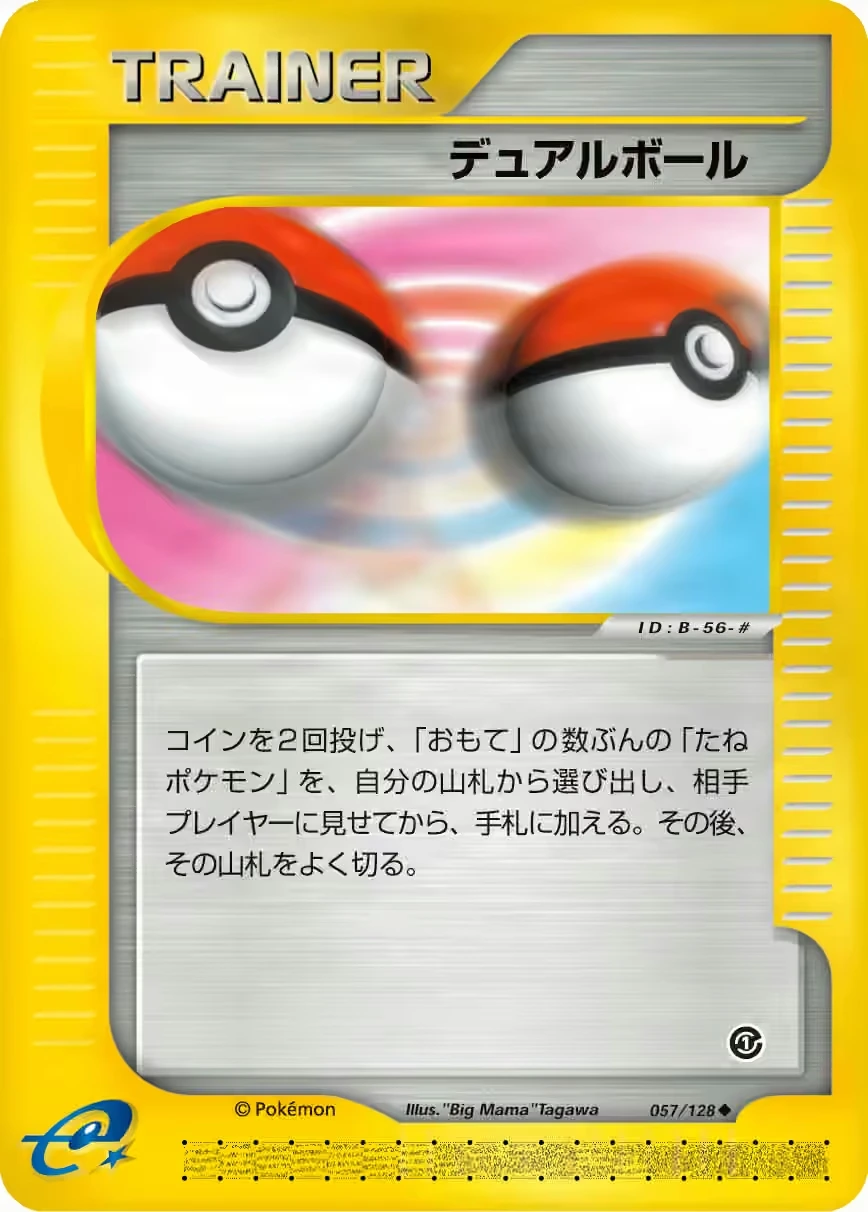 TRAINER
デュアルボール
ID:B-56-#
コインを2回投げ、「おもて」の数ぶんの「たね
ポケモン」を、自分の山札から選び出し、相手
プレイヤーに見せてから、手札に加える。その後、
その山札をよく切る。
1
© Pokémon
Illus."Big Mama"Tagawa
057/128◆
e